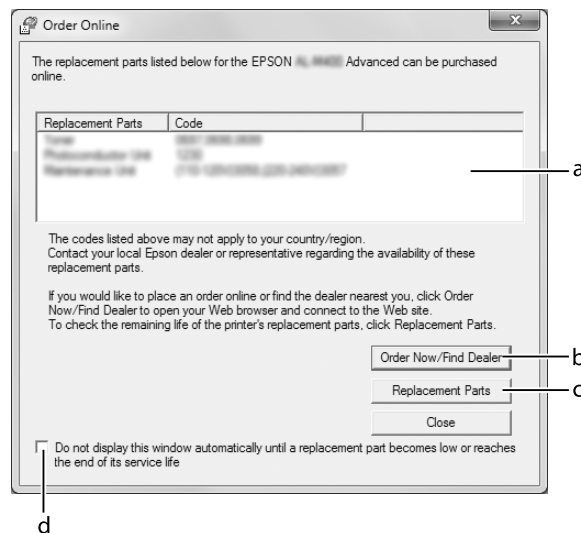 Order Online
The replacement parts listed below for the EPSON Advanced can be purchased
online.
Replacement Parts Code
a
The codes listed above may not apply to your country/region.
Contact your local Epson dealer or representative regarding the availability of these
replacement parts.
If you would like to place an order online or find the dealer nearest you, click Order
Now/Find Dealer to open your Web browser and connect to the Web site.
To check the remaining life of the printer's replacement parts, click Replacement Parts.
Order Now/Find Dealer b
Replacement Parts c
Close
Do not display this window automatically until a replacement part becomes low or reaches
the end of its service life
d